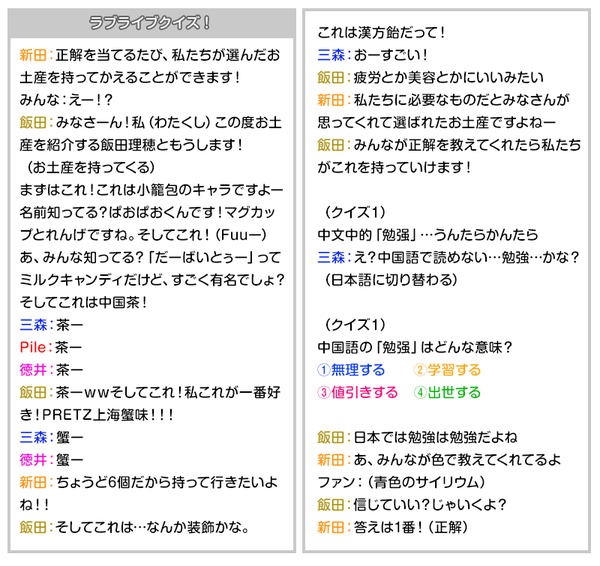 ラブライブクイズ！
新田：正解を当てるたび、私たちが選んだお
土産を持ってかえることができます！
みんな：えー！？
飯田：みなさーん！私（わたくし）この度お土
産を紹介する飯田理穂ともうします！
（お土産を持ってくる）
まずはこれ！これは小籠包のキャラですよー
名前知ってる？ぱおぱおくんです！マグカッ
プとれんげですね。そしてこれ！（Fuuー）
あ、みんな知ってる？「だーばいとぅー」って
ミルクキャンディだけど、すごく有名でしょ？
そしてこれは中国茶！
三森：茶ー
Pile：茶ー
徳井：茶ー
飯田：茶ーｗｗそしてこれ！私これが一番好
き！PRETZ上海蟹味！！！
三森：蟹ー
徳井：蟹ー
新田：ちょうど6個だから持って行きたいよ
ね！！
飯田：そしてこれは…なんか装飾かな。
これは漢方飴だって！
三森：おーすごい！
飯田：疲労とか美容とかにいいみたい
新田：私たちに必要なものだとみなさんが
思ってくれて選ばれたお土産ですよねー
飯田：みんなが正解を教えてくれたら私たち
がこれを持っていけます！
（クイズ1）
中文中的「勉强」…うんたらかんたら
三森：え？中国語で読めない…勉強…かな？
（日本語に切り替わる）
（クイズ1）
中国語の「勉强」はどんな意味？
①無理する ②学習する
③値引きする ④出世する
飯田：日本では勉強は勉強だよね
新田：あ、みんなが色で教えてくれてるよ
ファン：（青色のサイリウム）
飯田：信じていい？じゃいくよ？
新田：答えは1番！（正解）